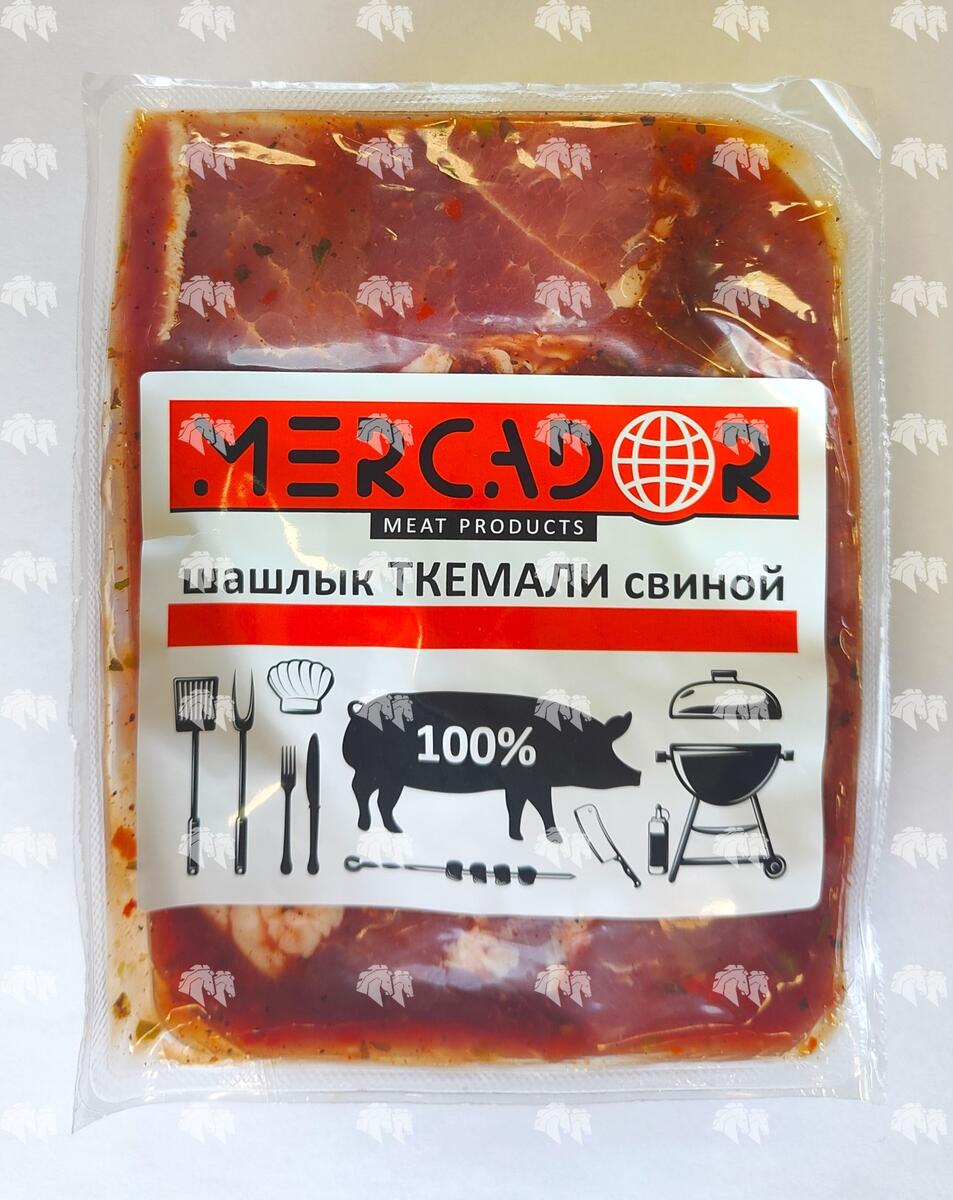 MERCADOR
MEAT PRODUCTS
шашлык ТКЕМАЛИ свиной
100%